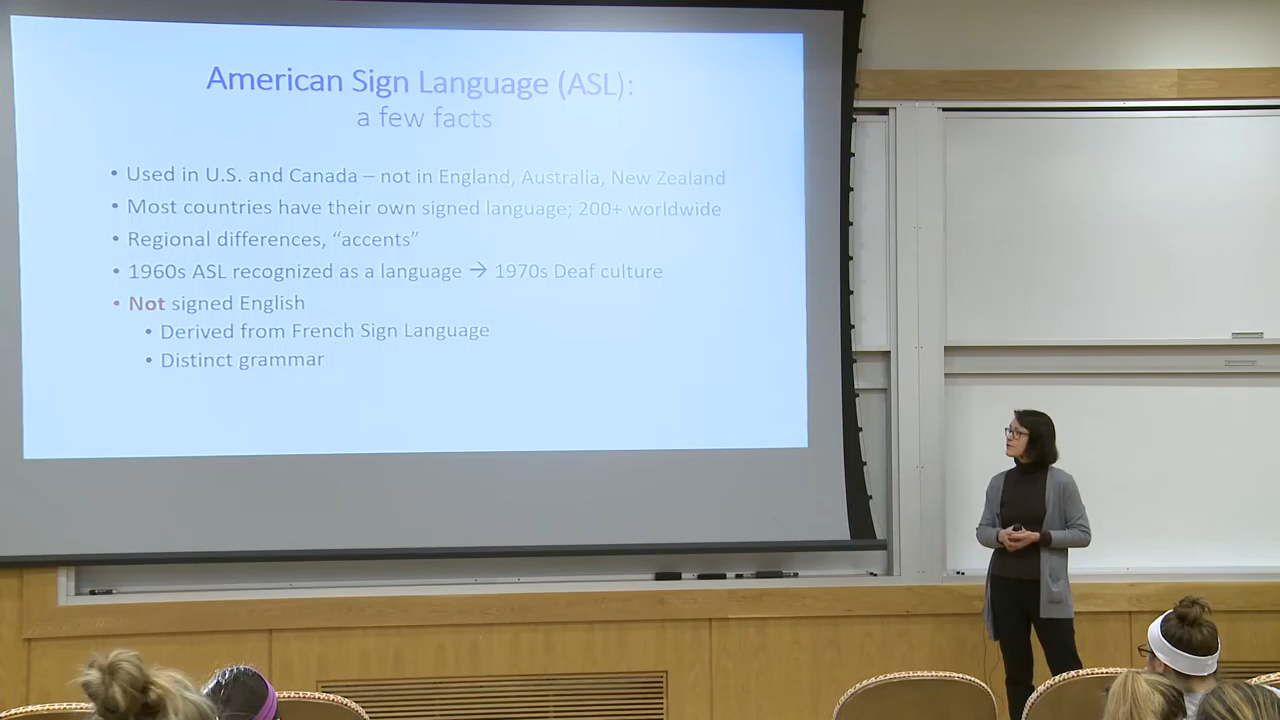 American Sign Language (ASL):
a few facts
• Used in U.S. and Canada – not in England, Australia, New Zealand
• Most countries have their own signed language; 200+ worldwide
• Regional differences, “accents”
• 1960s ASL recognized as a language → 1970s Deaf culture
• Not signed English
• Derived from French Sign Language
• Distinct grammar